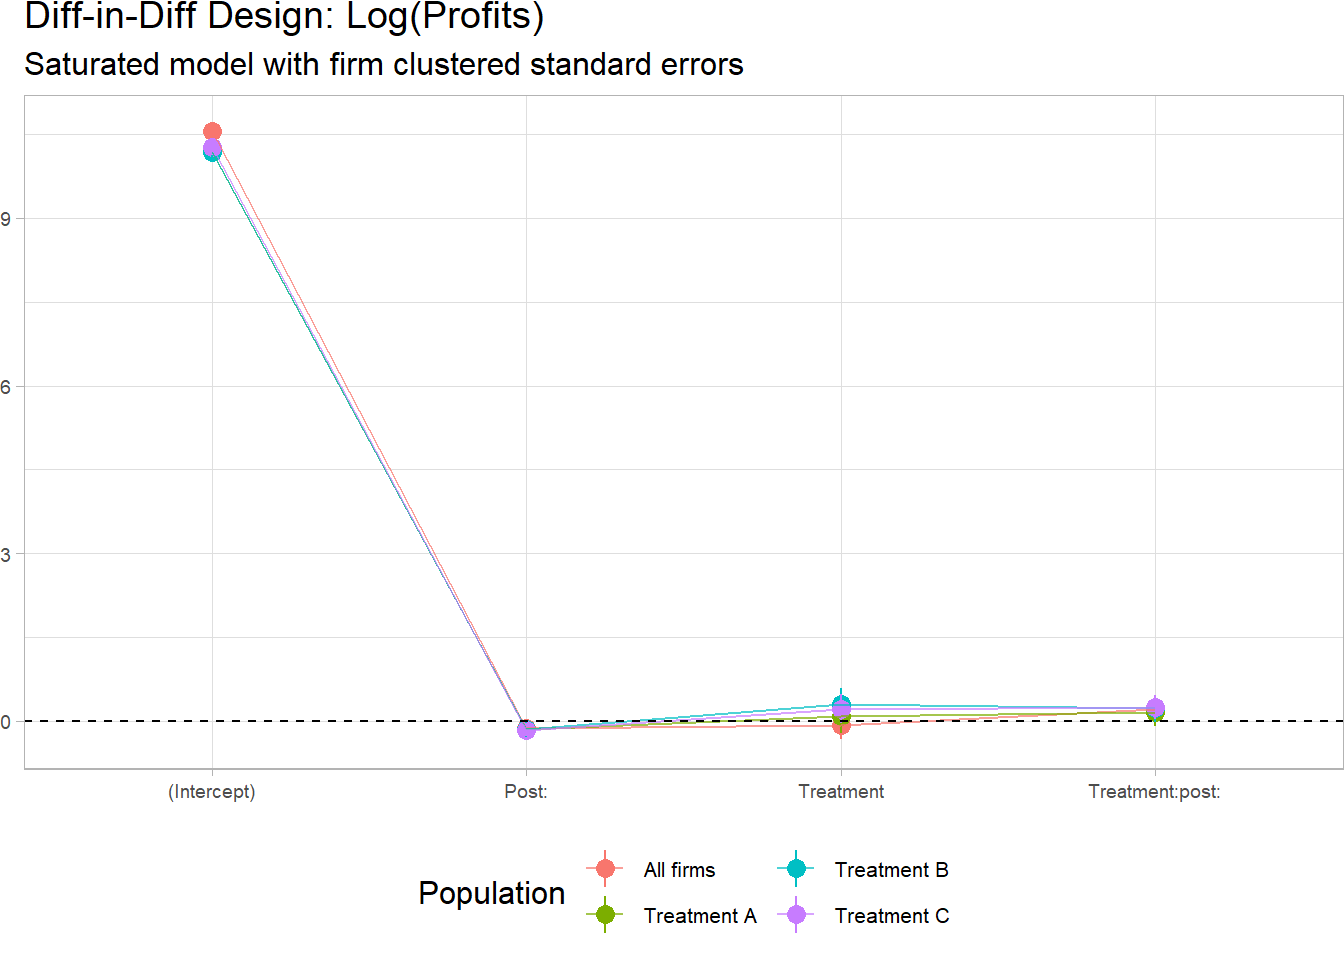 Diff-in-Diff Design: Log(Profits)
Saturated model with firm clustered standard errors
9
6
3
0
(Intercept) Post: Treatment Treatment:post:
Population
All firms Treatment B
Treatment A Treatment C